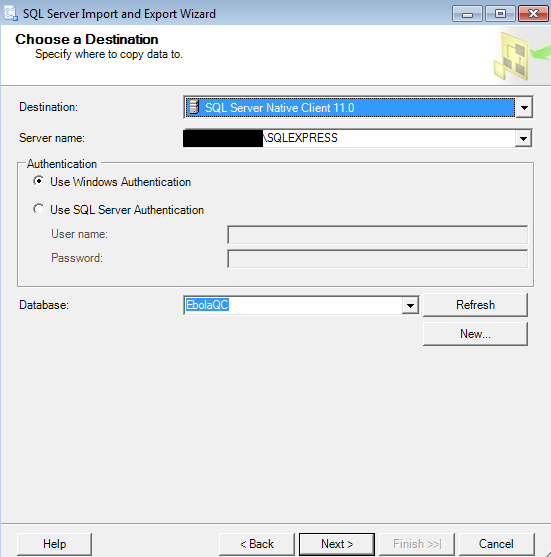 SQL Server Import and Export Wizard
Choose a Destination
Specify where to copy data to.
Destination:
SQL Server Native Client 11.0
Server name:
\SQLEXPRESS
Authentication
Use Windows Authentication
Use SQL Server Authentication
User name:
Password:
Database:
EbolaQC
Refresh
New...
Help
< Back
Next >
Finish >>|
Cancel